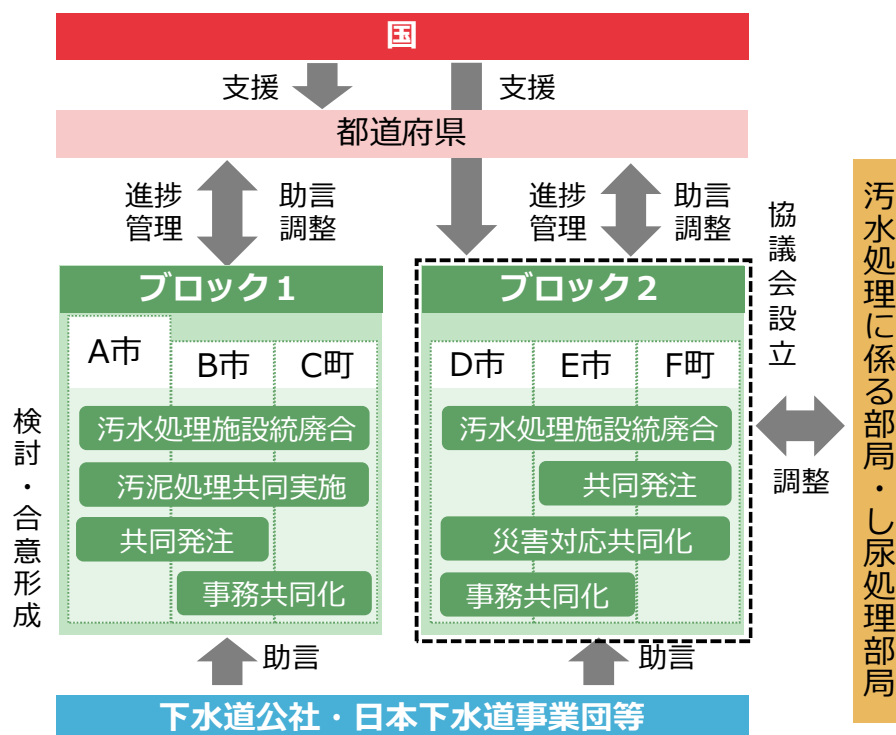 国
支援
支援
都道府県
進捗
管理
助言
調整
進捗
管理
助言
調整
協議会設立
汚水処理に係る部局・し尿処理部局
ブロック１
ブロック２
A市
B市
C町
D市
E市
F町
検討・合意形成
汚水処理施設統廃合
汚泥処理共同実施
共同発注
事務共同化
汚水処理施設統廃合
共同発注
災害対応共同化
事務共同化
調整
助言
助言
下水道公社・日本下水道事業団等